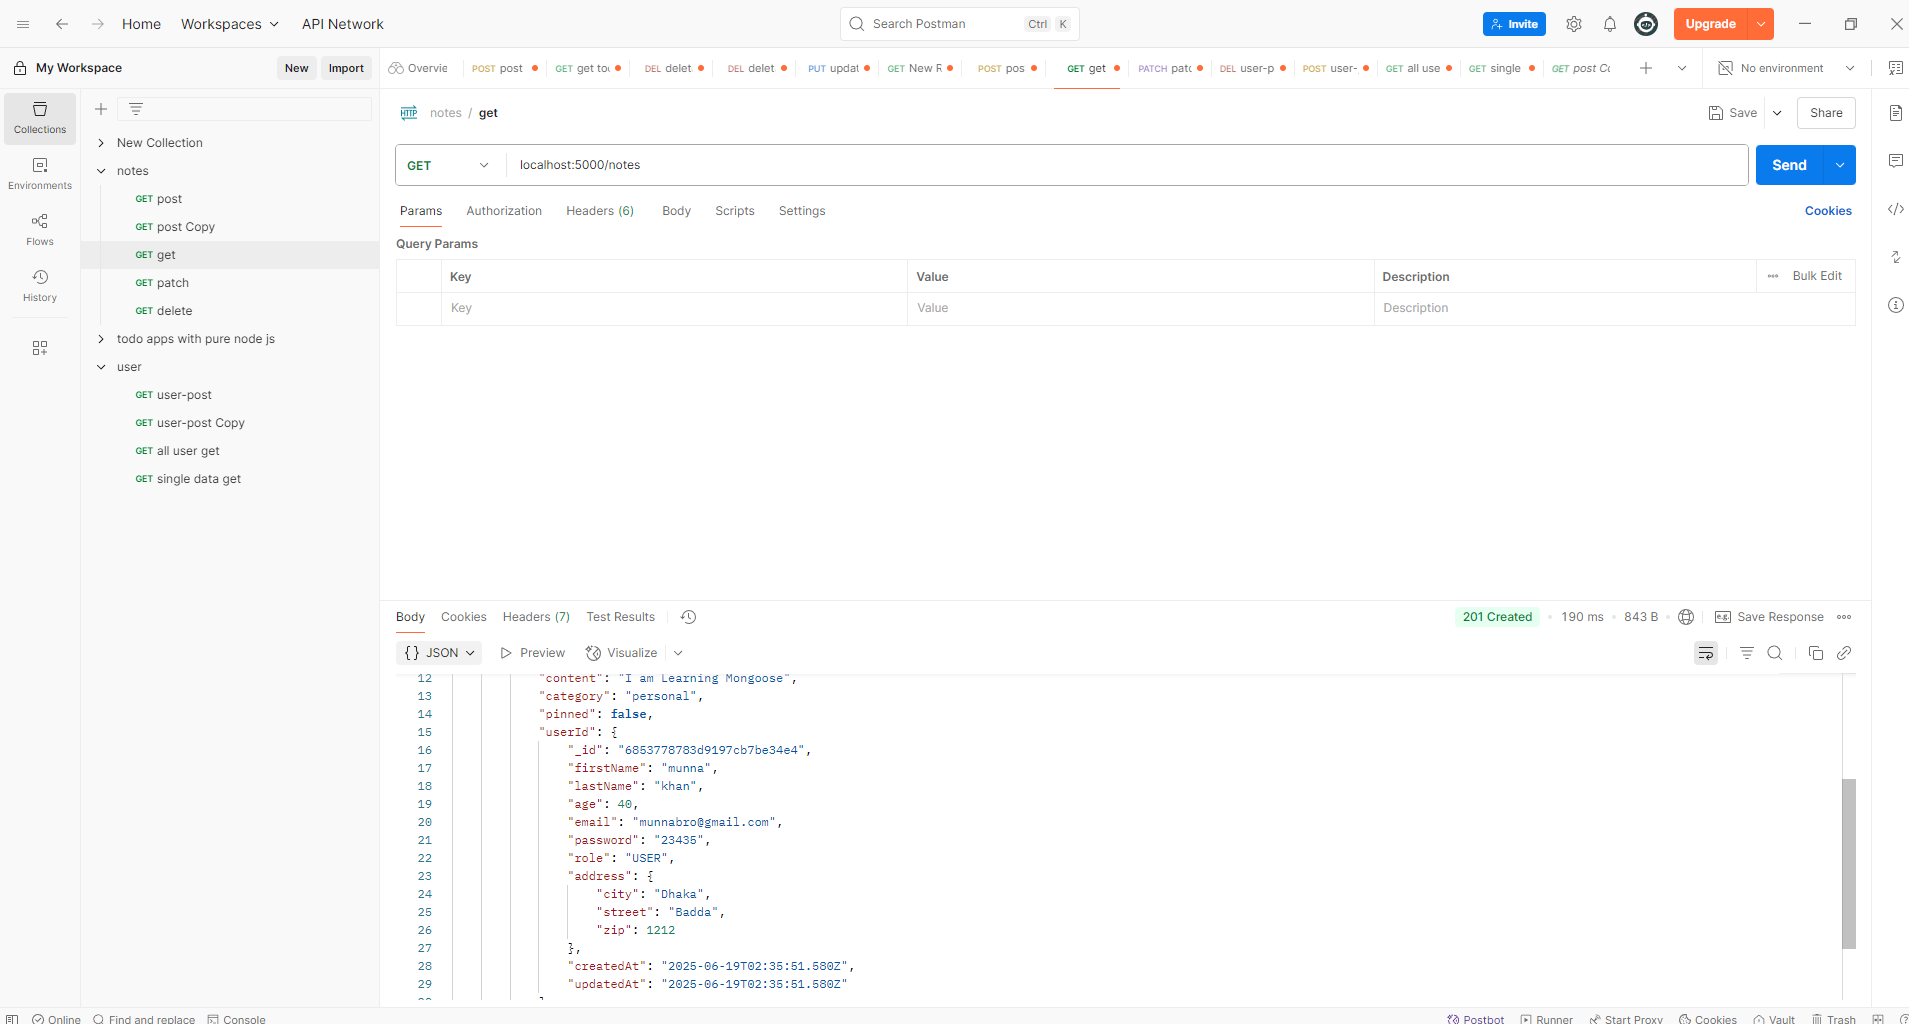 Home Workspaces API Network Search Postman Ctrl K Invite Upgrade
My Workspace New Import Overvie POST post GET get to DEL delet DEL delet PUT updat GET New R POST pos GET get PATCH patc DEL user-p POST user- GET all use GET single GET post Co No environment
Collections
Environments
Flows
History
New Collection
notes
GET post
GET post Copy
GET get
GET patch
GET delete
todo apps with pure node js
user
GET user-post
GET user-post Copy
GET all user get
GET single data get
HTTP notes / get Save Share
GET localhost:5000/notes Send
Params Authorization Headers (6) Body Scripts Settings Cookies
Query Params
Key Value Description Bulk Edit
Key Value Description
Body Cookies Headers (7) Test Results 201 Created 190 ms 843 B e.g. Save Response
{} JSON Preview Visualize
12 "content": "I am Learning Mongoose",
13 "category": "personal",
14 "pinned": false,
15 "userId": {
16 "_id": "6853778783d9197cb7be34e4",
17 "firstName": "munna",
18 "lastName": "khan",
19 "age": 40,
20 "email": "munnabro@gmail.com",
21 "password": "23435",
22 "role": "USER",
23 "address": {
24 "city": "Dhaka",
25 "street": "Badda",
26 "zip": 1212
27 },
28 "createdAt": "2025-06-19T02:35:51.580Z",
29 "updatedAt": "2025-06-19T02:35:51.580Z"
Online Find and replace Console Postbot Runner Start Proxy Cookies Vault Trash